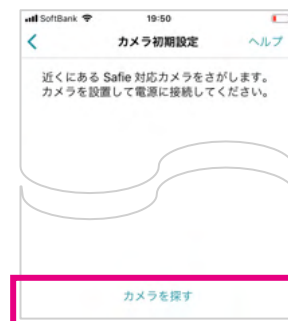 SoftBank 19:50
カメラ初期設定 ヘルプ
近くにある Safie 対応カメラをさがします。
カメラを設置して電源に接続してください。
カメラを探す